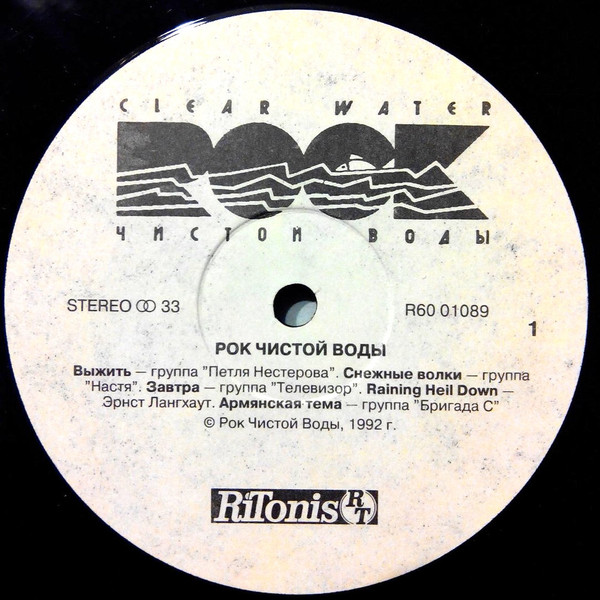 CLEAR WATER
ROCK
ЧИСТОЙ ВОДЫ
STEREO 33
R60 01089
1
РОК ЧИСТОЙ ВОДЫ
Выжить — группа "Петля Нестерова". Снежные волки — группа
"Настя". Завтра — группа "Телевизор". Raining Heil Down —
Эрнст Лангхаут. Армянская тема — группа "Бригада С"
© Рок Чистой Воды, 1992 г.
RiTonis RT